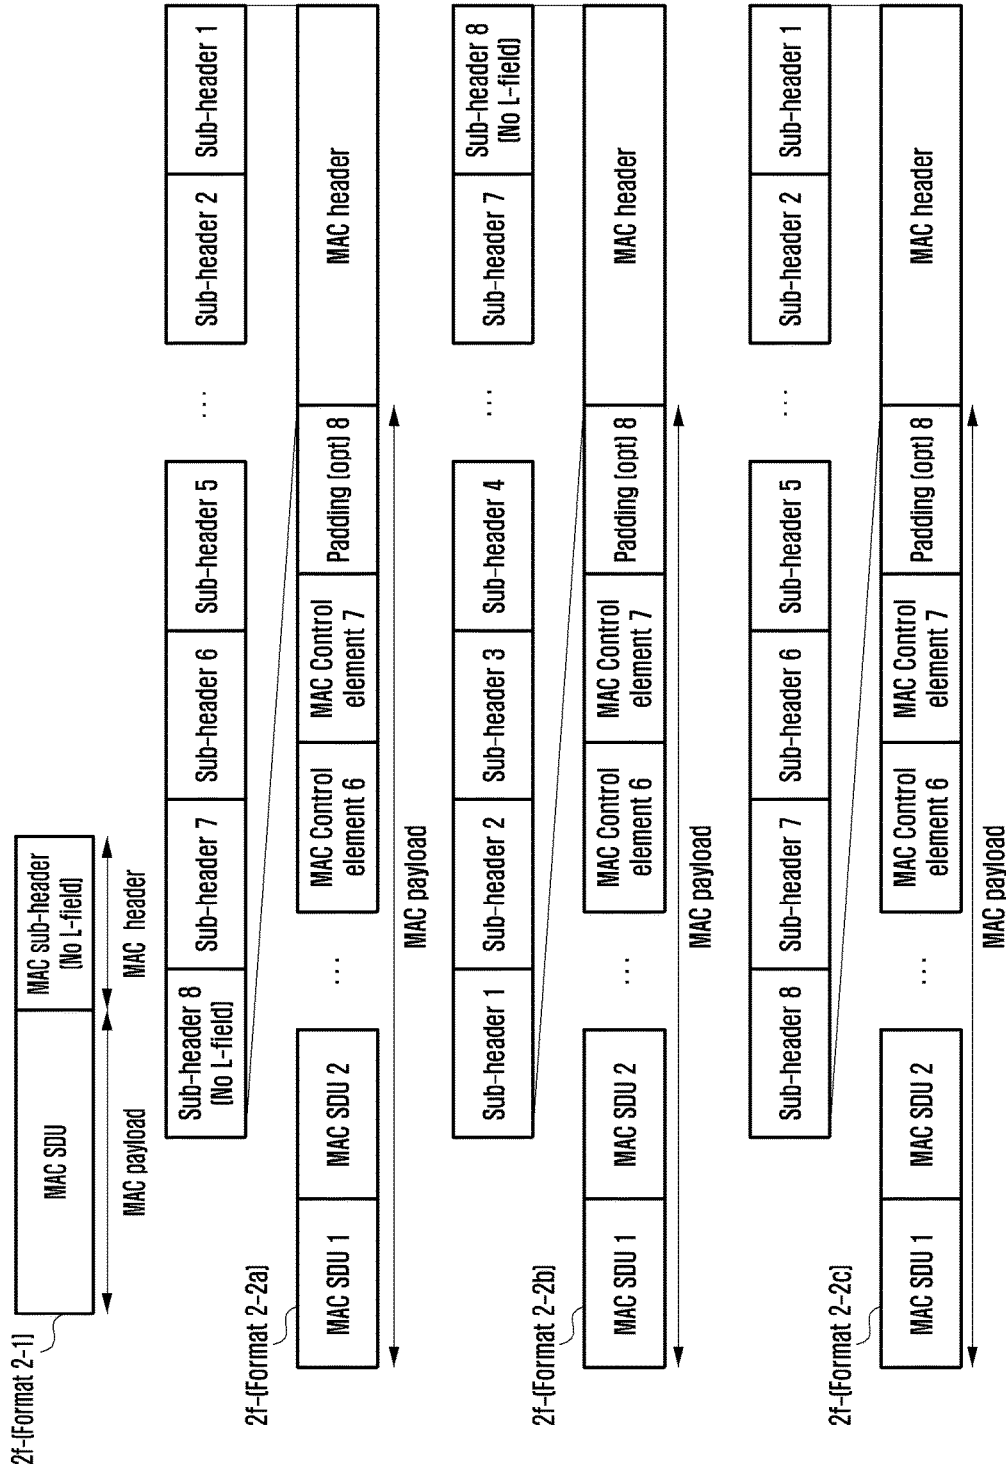 2f-(Format 2-1)
MAC SDU
MAC sub-header
(No L-field)
MAC payload
MAC header
Sub-header 8
(No L-field)
Sub-header 7
Sub-header 6
Sub-header 5
...
Sub-header 2
Sub-header 1
2f-(Format 2-2a)
MAC SDU 1
MAC SDU 2
...
MAC Control
element 6
MAC Control
element 7
Padding (opt) 8
MAC header
MAC payload
Sub-header 1
Sub-header 2
Sub-header 3
Sub-header 4
...
Sub-header 7
Sub-header 8
(No L-field)
2f-(Format 2-2b)
MAC SDU 1
MAC SDU 2
...
MAC Control
element 6
MAC Control
element 7
Padding (opt) 8
MAC header
MAC payload
Sub-header 8
Sub-header 7
Sub-header 6
Sub-header 5
...
Sub-header 2
Sub-header 1
2f-(Format 2-2c)
MAC SDU 1
MAC SDU 2
...
MAC Control
element 6
MAC Control
element 7
Padding (opt) 8
MAC header
MAC payload